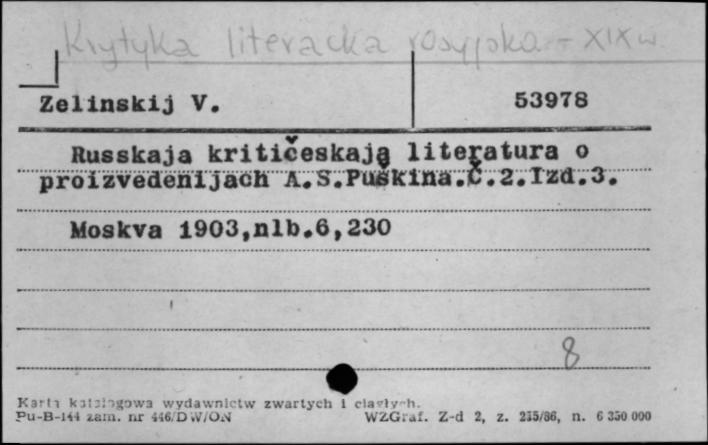 Krytyka literacka rosyjska - XIX w
Zelinskij V. 53978
Russkaja kritičeskaja literatura o
proizvedenijach A.S.Puškina.Č.2.Izd.3.
Moskva 1903,nlb.6,230
8
Karta katalogowa wydawnictw zwartych i ciągłych.
Pu-B-144 zam. nr 446/DW/ON WZGraf. Z-d 2, z. 235/86, n. 6 350 000